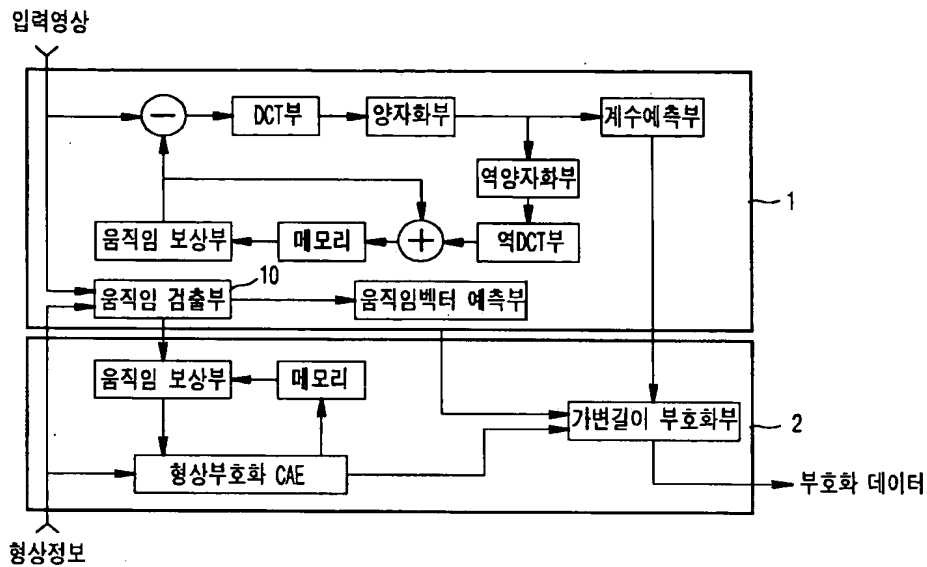 입력영상
DCT부
양자화부
계수예측부
역양자화부
1
움직임 보상부
메모리
역DCT부
10
움직임 검출부
움직임벡터 예측부
움직임 보상부
메모리
가변길이 부호화부
2
형상부호화 CAE
부호화 데이터
형상정보